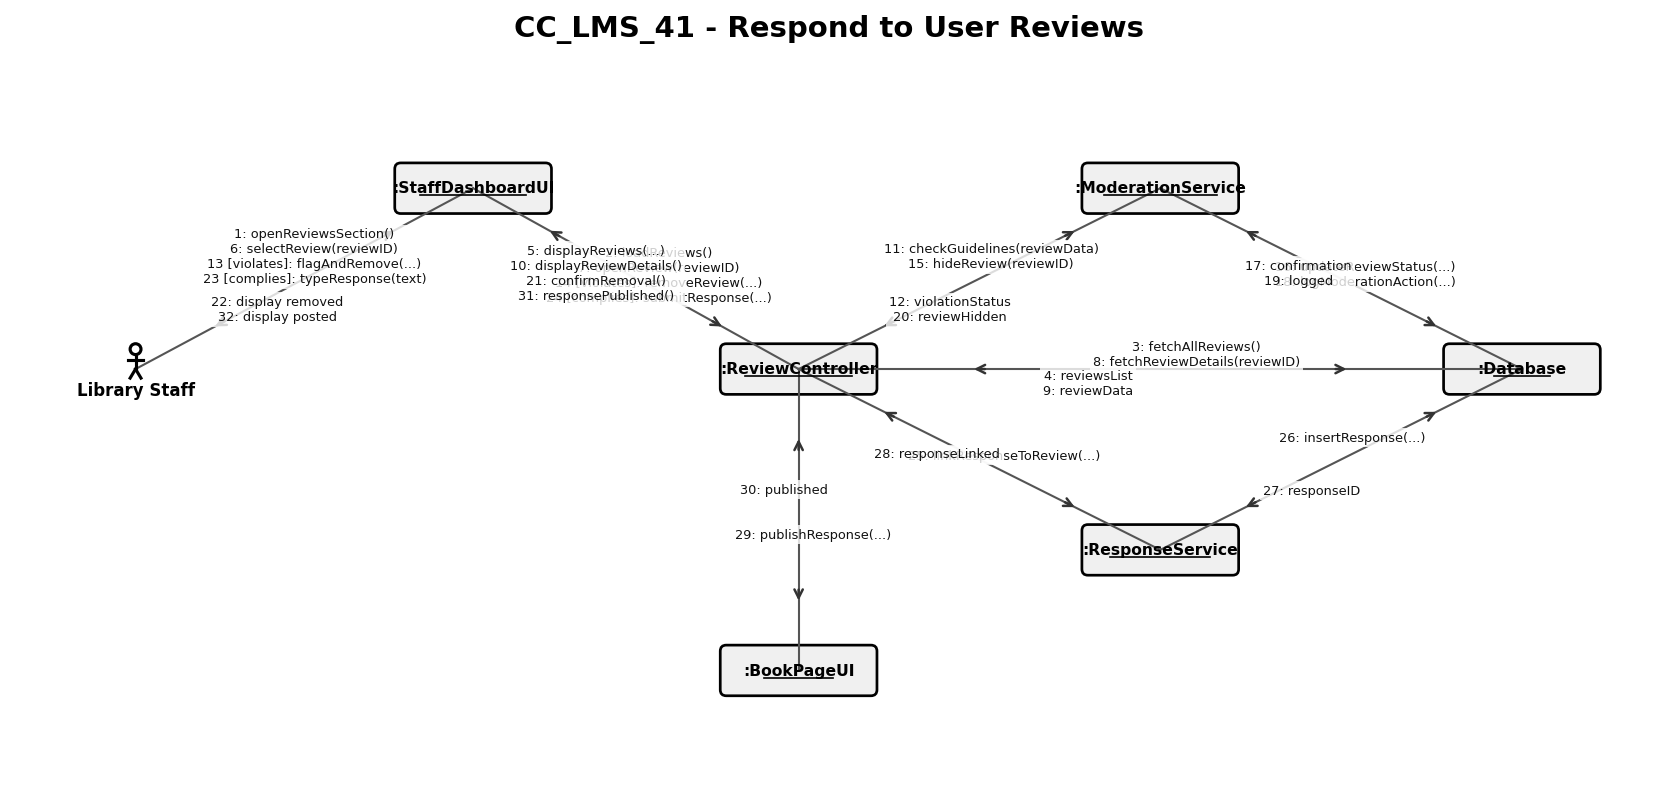 CC_LMS_41 - Respond to User Reviews
:StaffDashboardUI
:ModerationService
1: openReviewsSection()
6: selectReview(reviewID)
13 [violates]: flagAndRemove(...)
23 [complies]: typeResponse(text)
22: display removed
32: display posted
5: displayReviews(...)
10: displayReviewDetails()
21: confirmRemoval()
31: responsePublished()
11: checkGuidelines(reviewData)
15: hideReview(reviewID)
12: violationStatus
20: reviewHidden
17: confirmation
19: logged
Library Staff
:ReviewController
:Database
3: fetchAllReviews()
8: fetchReviewDetails(reviewID)
4: reviewsList
9: reviewData
28: responseLinked
26: insertResponse(...)
27: responseID
30: published
29: publishResponse(...)
:ResponseService
:BookPageUI